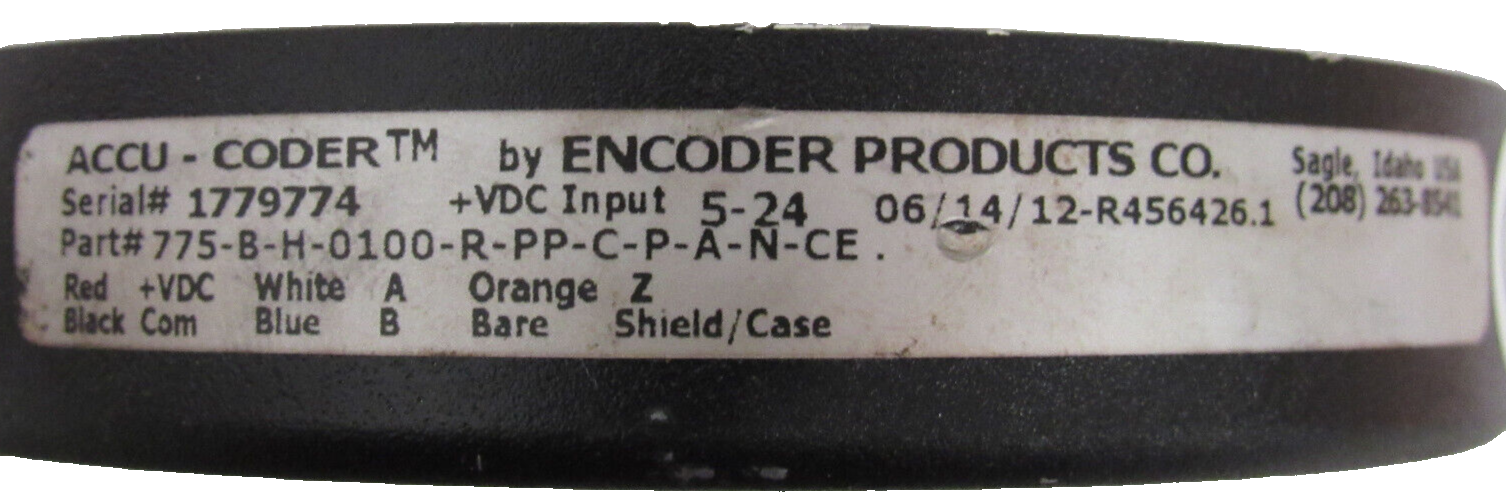 ACCU - CODER™ by ENCODER PRODUCTS CO. Sagle, Idaho USA
Serial# 1779774 +VDC Input 5-24 06/14/12-R456426.1 (208) 263-8541
Part# 775-B-H-0100-R-PP-C-P-A-N-CE .
Red +VDC White A Orange Z
Black Com Blue B Bare Shield/Case